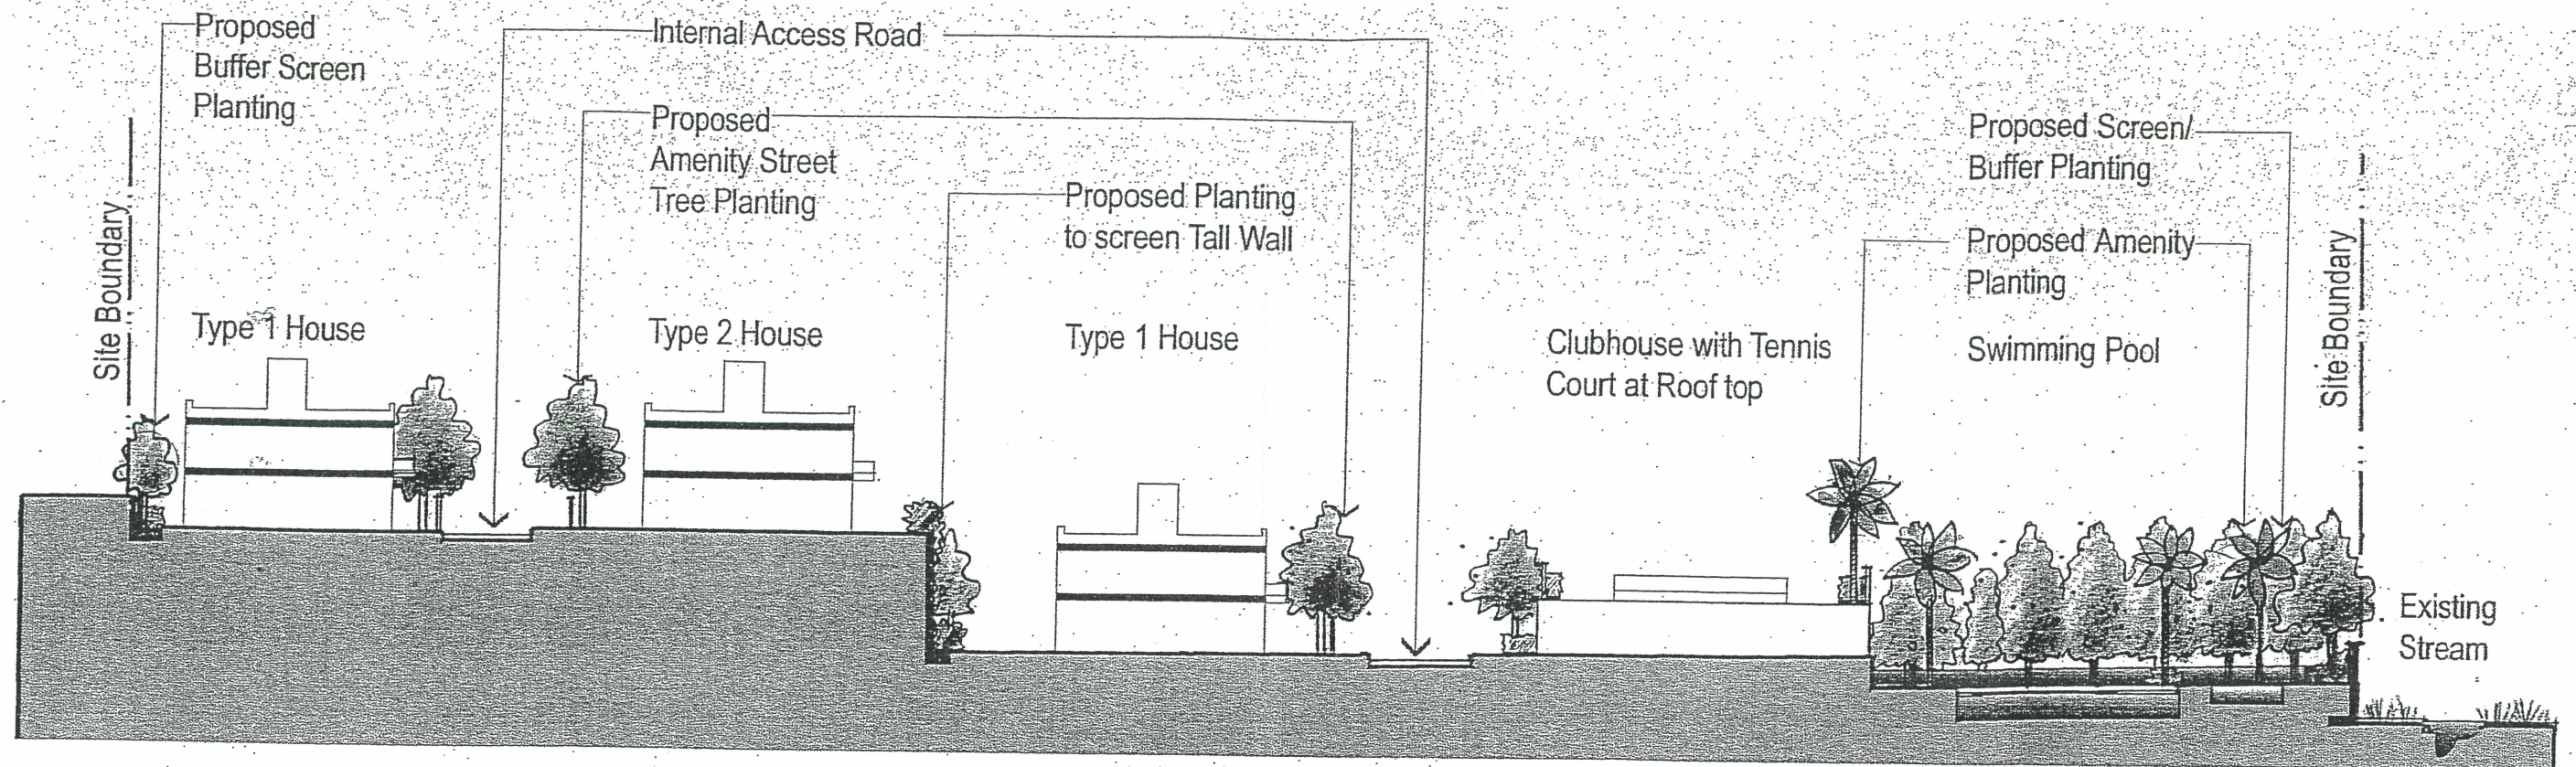 Proposed
Buffer Screen
Planting
Internal Access Road
Proposed
Amenity Street
Tree Planting
Proposed Planting
to screen Tall Wall
Proposed Screen/
Buffer Planting
Proposed Amenity
Planting
Site Boundary
Type 1 House
Type 2 House
Type 1 House
Clubhouse with Tennis
Court at Roof top
Swimming Pool
Site Boundary
Existing
Stream